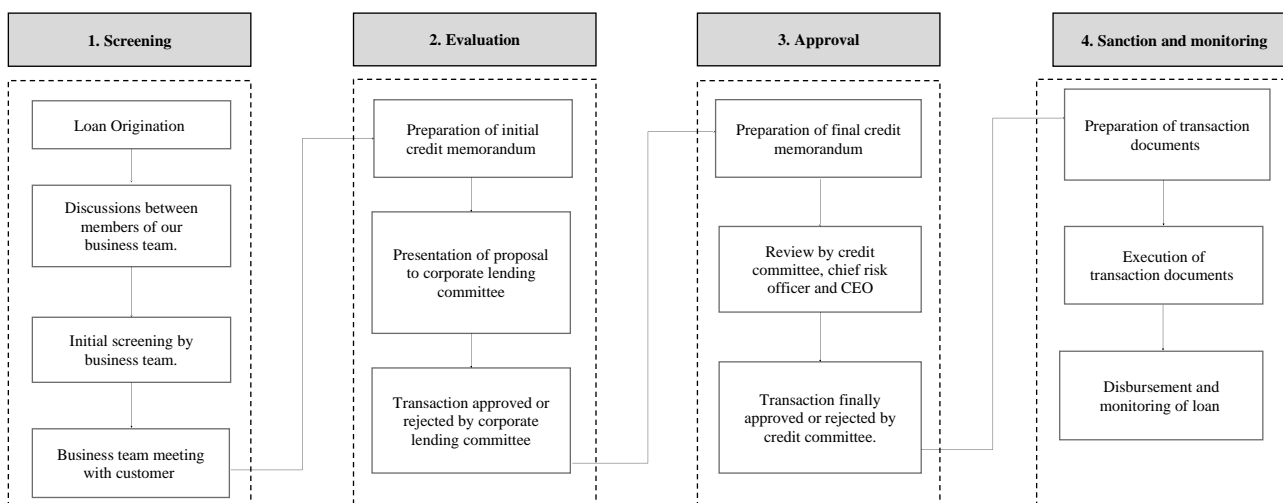 1. Screening
Loan Origination
Discussions between
members of our
business team.
Initial screening by
business team.
Business team meeting
with customer
2. Evaluation
Preparation of initial
credit memorandum
Presentation of proposal
to corporate lending
committee
Transaction approved or
rejected by corporate
lending committee
3. Approval
Preparation of final credit
memorandum
Review by credit
committee, chief risk
officer and CEO
Transaction finally
approved or rejected by
credit committee.
4. Sanction and monitoring
Preparation of transaction
documents
Execution of
transaction documents
Disbursement and
monitoring of loan